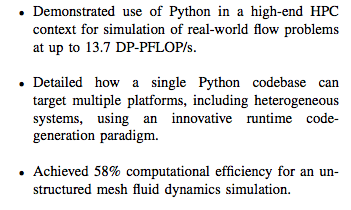 • Demonstrated use of Python in a high-end HPC
context for simulation of real-world flow problems
at up to 13.7 DP-PFLOP/s.
• Detailed how a single Python codebase can
target multiple platforms, including heterogeneous
systems, using an innovative runtime code-
generation paradigm.
• Achieved 58% computational efficiency for an un-
structured mesh fluid dynamics simulation.